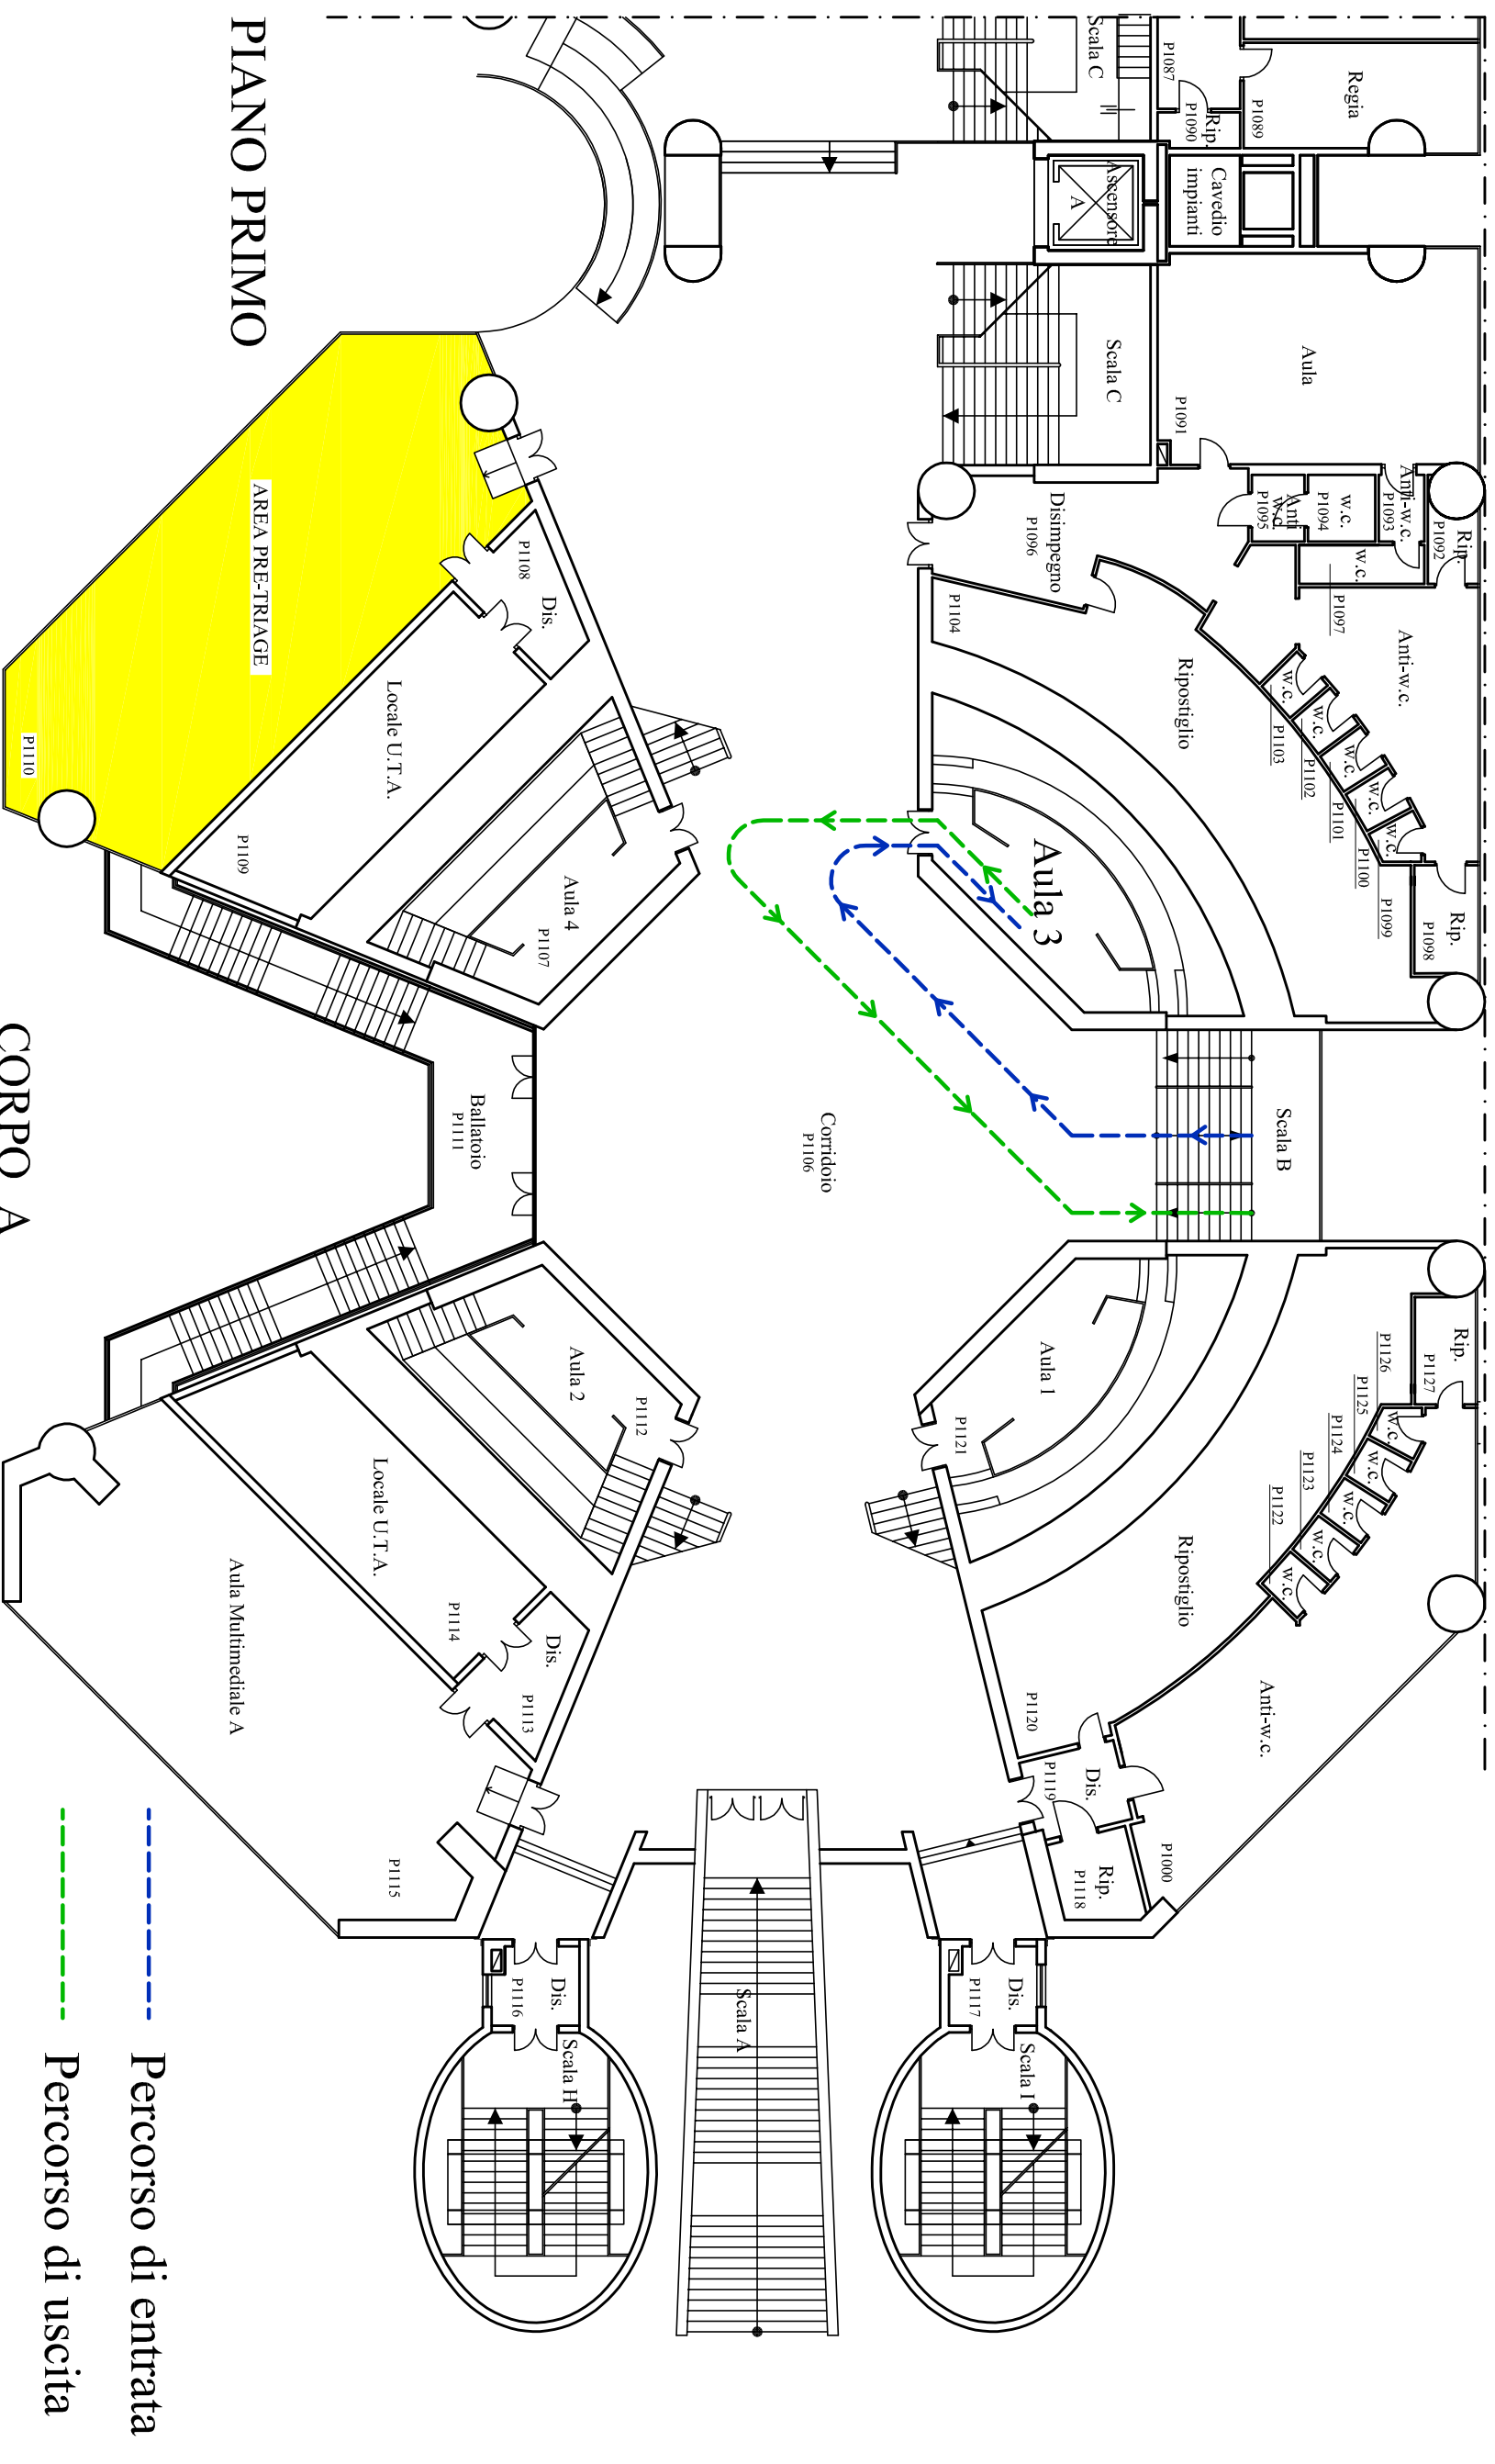 PIANO PRIMO
CORPO A
Percorso di entrata
Percorso di uscita
Regia
P1089
P1087
Rip.
P1090
Scala C
Cavedio
impianti
Ascensore
A
Scala C
Aula
P1091
Anti-w.c.
P1093
w.c.
P1094
Anti
w.c.
P1095
Rip.
P1092
w.c.
P1097
Disimpegno
P1096
P1104
Ripostiglio
Anti-w.c.
w.c.
P1103
w.c.
P1102
w.c.
P1101
w.c.
P1100
w.c.
P1099
Rip.
P1098
Aula 3
Scala B
Corridoio
P1106
AREA PRE-TRIAGE
P1110
P1108
Dis.
Locale U.T.A.
P1109
Aula 4
P1107
Ballatoio
P1111
Aula 2
P1112
Locale U.T.A.
P1114
Dis.
P1113
Aula Multimediale A
P1115
Aula 1
P1121
Rip.
P1127
P1126
P1125
P1124
P1123
P1122
w.c.
w.c.
w.c.
w.c.
w.c.
Ripostiglio
P1120
Anti-w.c.
Dis.
P1119
P1000
Rip.
P1118
Dis.
P1117
Scala I
Dis.
P1116
Scala H
Scala A